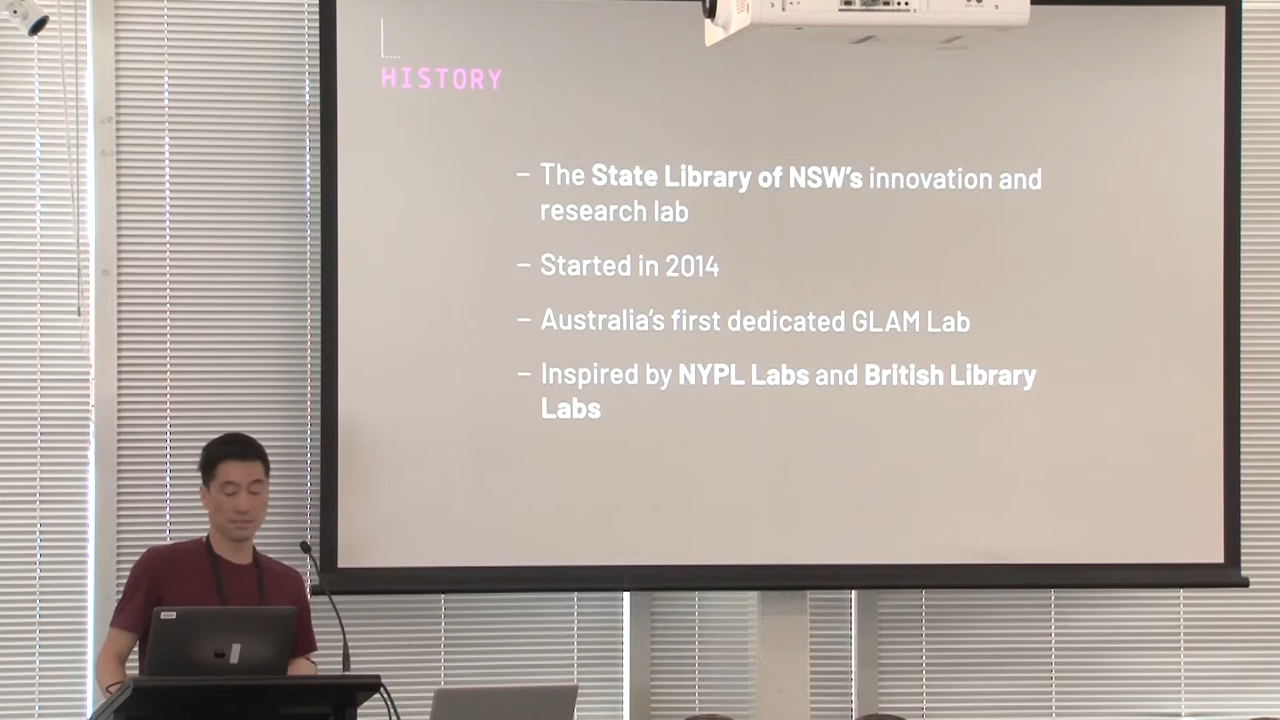 HISTORY
– The State Library of NSW's innovation and
research lab
– Started in 2014
– Australia's first dedicated GLAM Lab
– Inspired by NYPL Labs and British Library
Labs